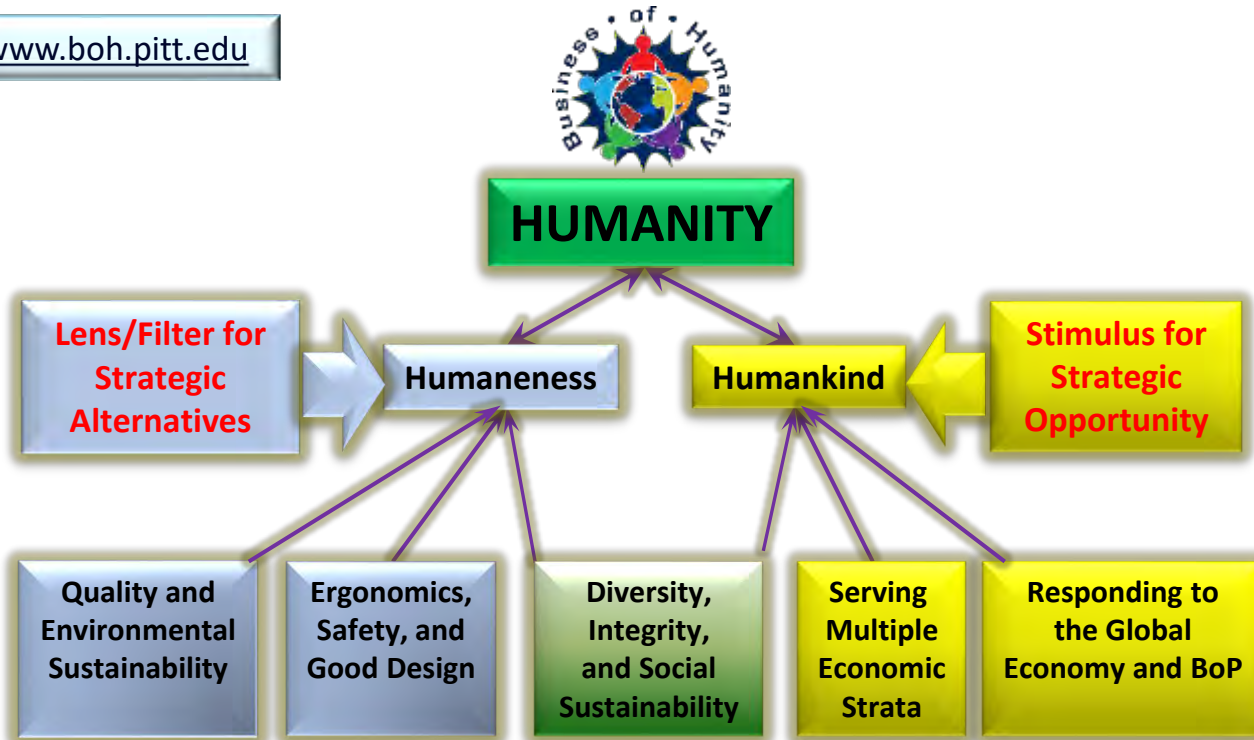 www.boh.pitt.edu
Business of Humanity
HUMANITY
Lens/Filter for
Strategic
Alternatives
Humaneness
Humankind
Stimulus for
Strategic
Opportunity
Quality and
Environmental
Sustainability
Ergonomics,
Safety, and
Good Design
Diversity,
Integrity,
and Social
Sustainability
Serving
Multiple
Economic
Strata
Responding to
the Global
Economy and BoP